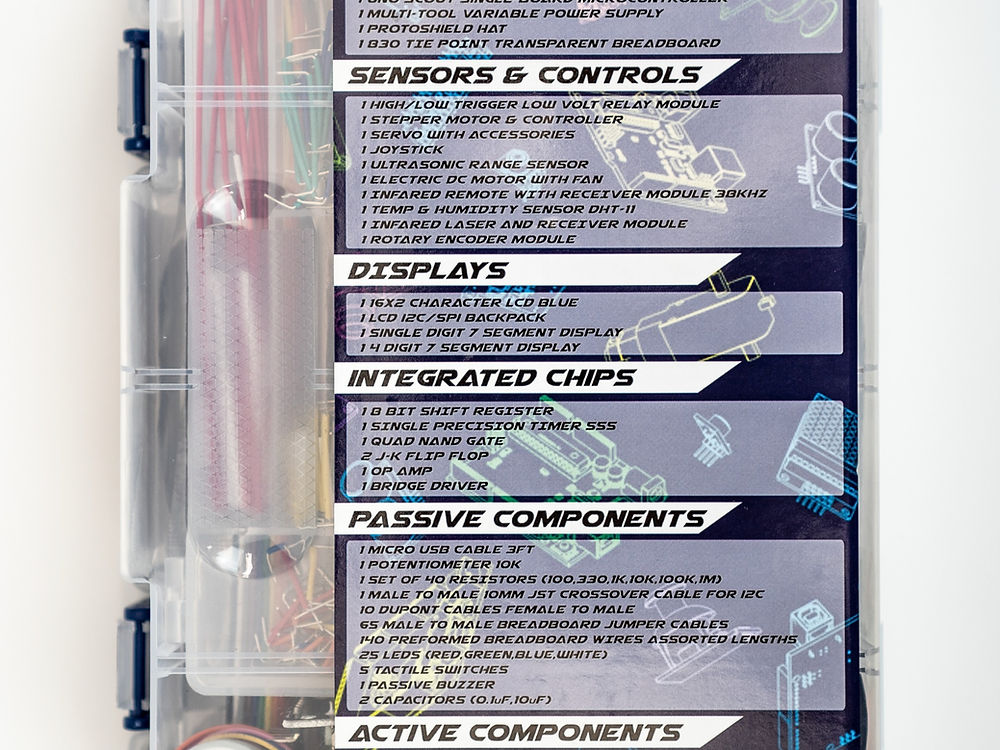 1 UNO SCOUT SINGLE BOARD MICROCONTROLLER
1 MULTI-TOOL VARIABLE POWER SUPPLY
1 PROTOSHIELD HAT
1 830 TIE POINT TRANSPARENT BREADBOARD
SENSORS & CONTROLS
1 HIGH/LOW TRIGGER LOW VOLT RELAY MODULE
1 STEPPER MOTOR & CONTROLLER
1 SERVO WITH ACCESSORIES
1 JOYSTICK
1 ULTRASONIC RANGE SENSOR
1 ELECTRIC DC MOTOR WITH FAN
1 INFARED REMOTE WITH RECEIVER MODULE 38KHZ
1 TEMP & HUMIDITY SENSOR DHT-11
1 INFARED LASER AND RECEIVER MODULE
1 ROTARY ENCODER MODULE
DISPLAYS
1 16X2 CHARACTER LCD BLUE
1 LCD I2C/SPI BACKPACK
1 SINGLE DIGIT 7 SEGMENT DISPLAY
1 4 DIGIT 7 SEGMENT DISPLAY
INTEGRATED CHIPS
1 8 BIT SHIFT REGISTER
1 SINGLE PRECISION TIMER 555
1 QUAD NAND GATE
2 J-K FLIP FLOP
1 OP AMP
1 BRIDGE DRIVER
PASSIVE COMPONENTS
1 MICRO USB CABLE 3FT
1 POTENTIOMETER 10K
1 SET OF 40 RESISTORS (100,330,1K,10K,100K,1M)
1 MALE TO MALE 10MM JST CROSSOVER CABLE FOR I2C
10 DUPONT CABLES FEMALE TO MALE
65 MALE TO MALE BREADBOARD JUMPER CABLES
140 PREFORMED BREADBOARD WIRES ASSORTED LENGTHS
25 LEDS (RED,GREEN,BLUE,WHITE)
5 TACTILE SWITCHES
1 PASSIVE BUZZER
2 CAPACITORS (0.1uF,10uF)
ACTIVE COMPONENTS